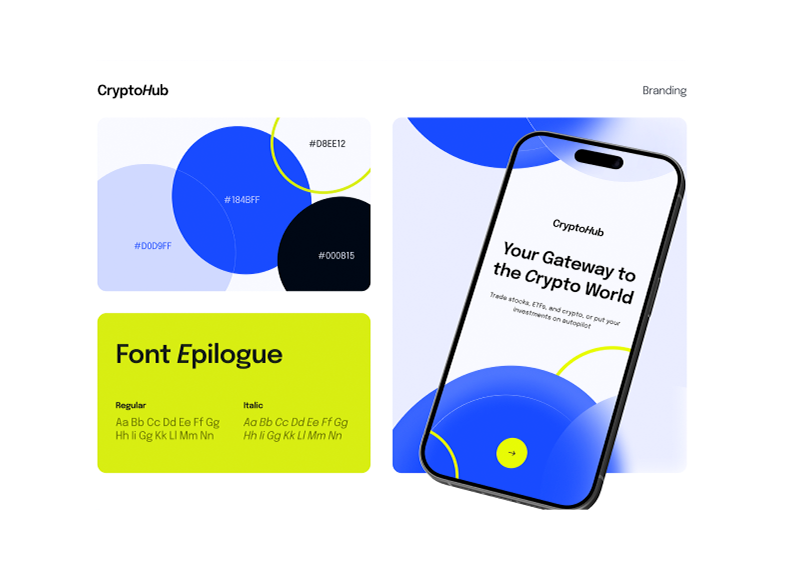 CryptoHub
Branding
#D8EE12
#184BFF
#D0D9FF
#000815
Font Epilogue
Regular
Aa Bb Cc Dd Ee Ff Gg
Hh Ii Gg Kk Ll Mm Nn
Italic
Aa Bb Cc Dd Ee Ff Gg
Hh Ii Gg Kk Ll Mm Nn
CryptoHub
Your Gateway to
the Crypto World
Trade stocks, ETFs, and crypto, or put your
investments on autopilot